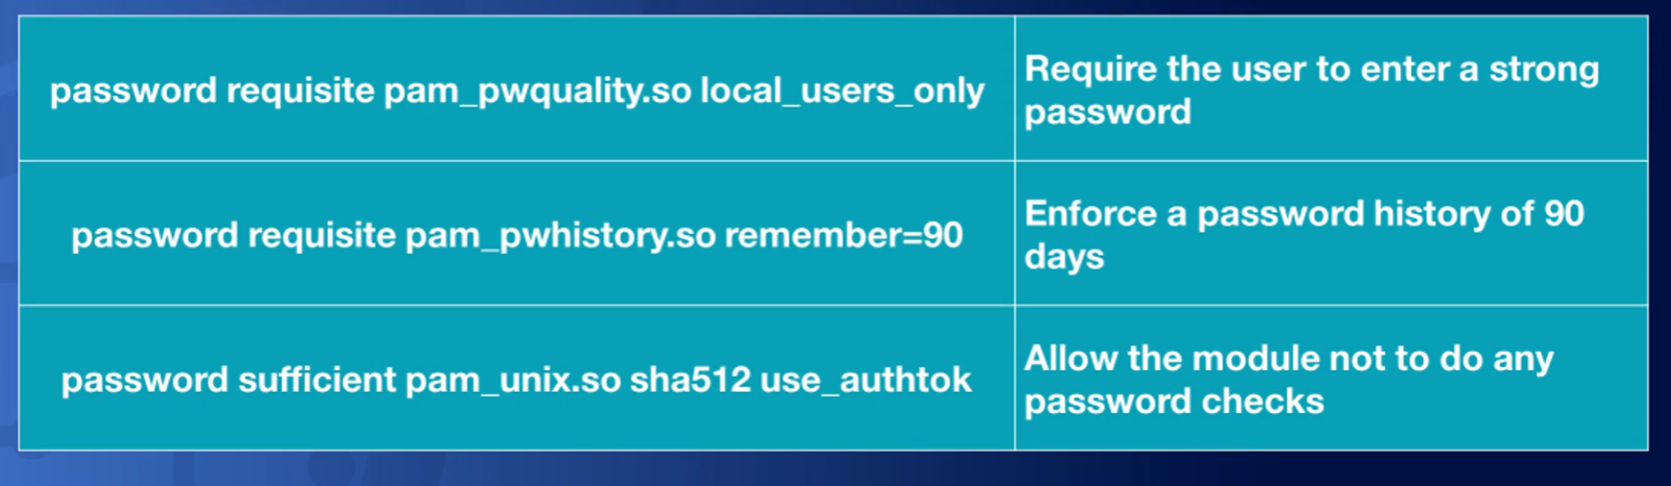 password requisite pam_pwquality.so local_users_only
Require the user to enter a strong
password
password requisite pam_pwhistory.so remember=90
Enforce a password history of 90
days
password sufficient pam_unix.so sha512 use_authtok
Allow the module not to do any
password checks